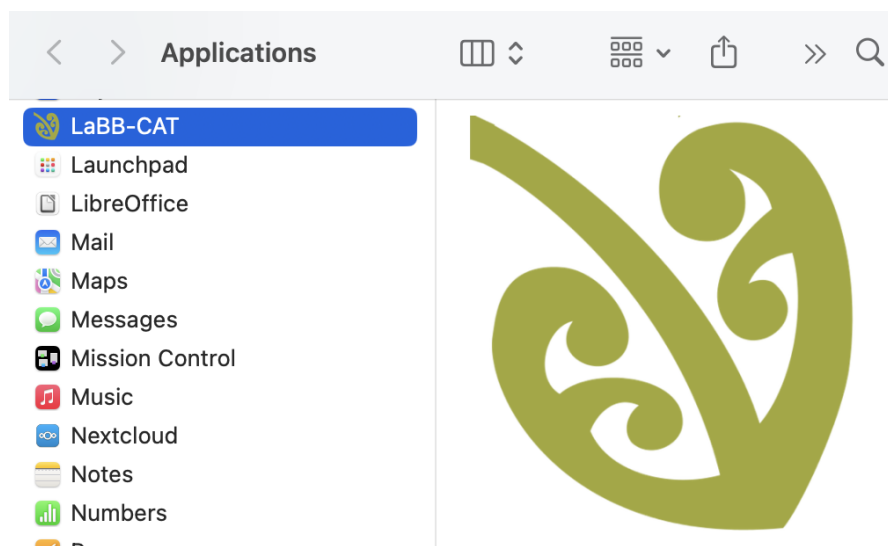 Applications
LaBB-CAT
Launchpad
LibreOffice
Mail
Maps
Messages
Mission Control
Music
Nextcloud
Notes
Numbers